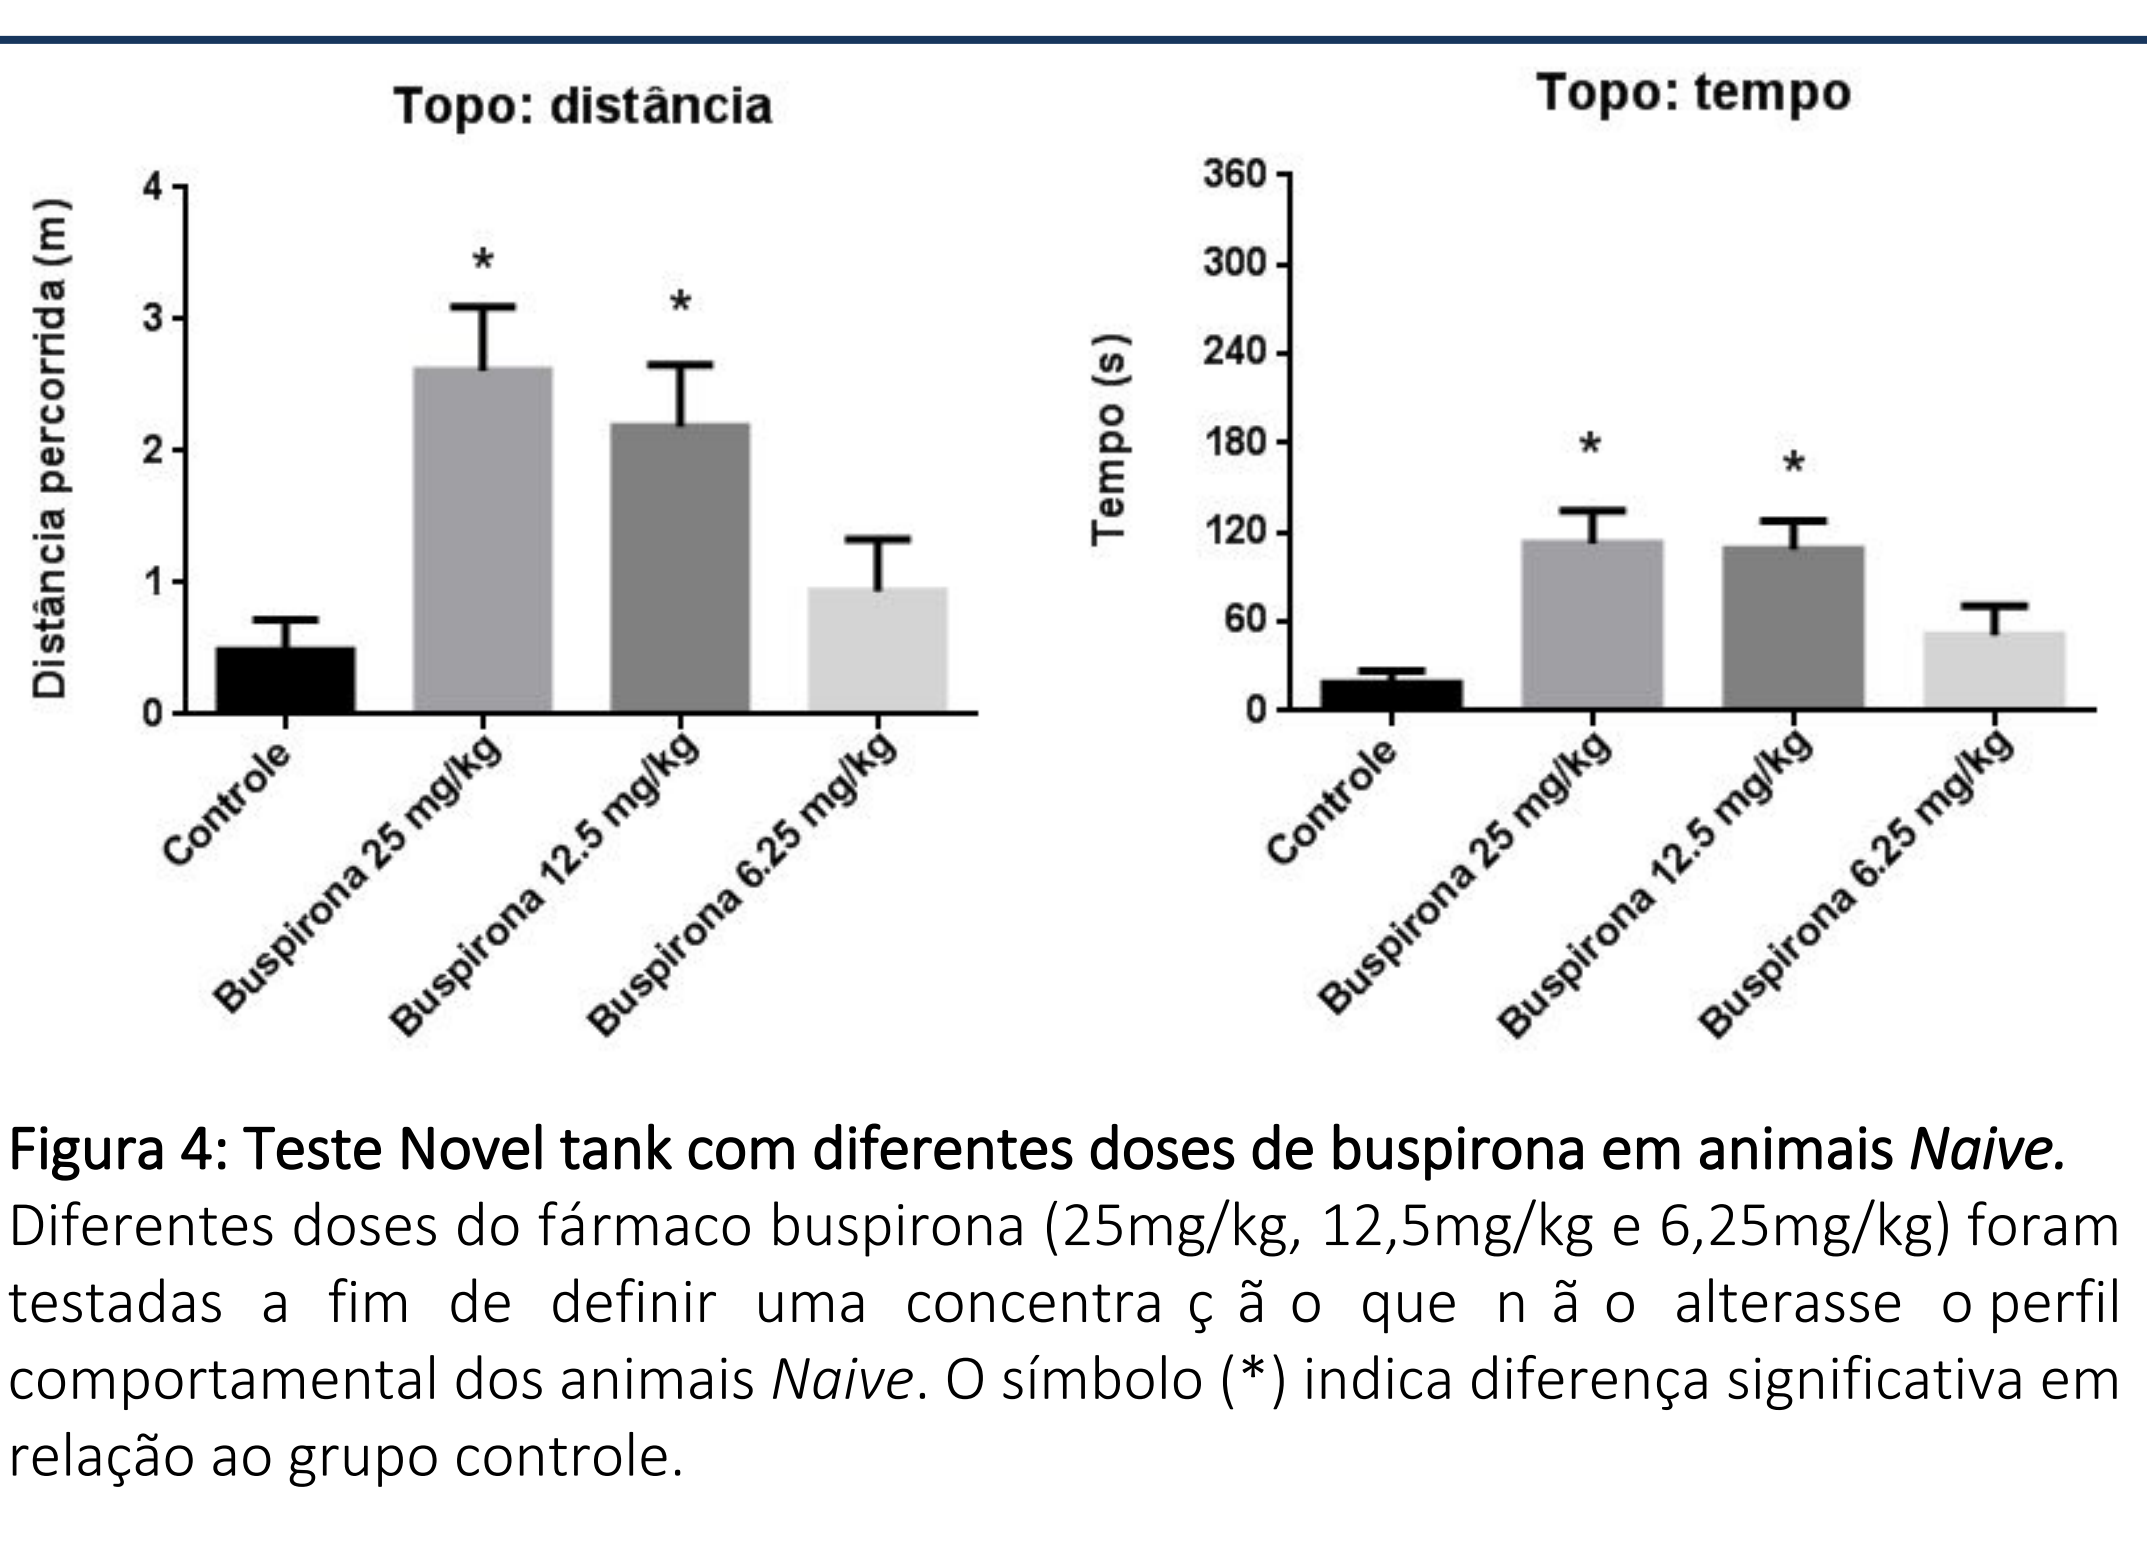 Topo: distância
Distância percorrida (m)
4
3
2
1
0
*
*
Controle
Buspirona 25 mg/kg
Buspirona 12.5 mg/kg
Buspirona 6.25 mg/kg
Topo: tempo
Tempo (s)
360
300
240
180
120
60
0
*
*
Controle
Buspirona 25 mg/kg
Buspirona 12.5 mg/kg
Buspirona 6.25 mg/kg
Figura 4: Teste Novel tank com diferentes doses de buspirona em animais Naive.
Diferentes doses do fármaco buspirona (25mg/kg, 12,5mg/kg e 6,25mg/kg) foram
testadas a fim de definir uma concentra ç ã o que n ã o alterasse o perfil
comportamental dos animais Naive. O símbolo (*) indica diferença significativa em
relação ao grupo controle.